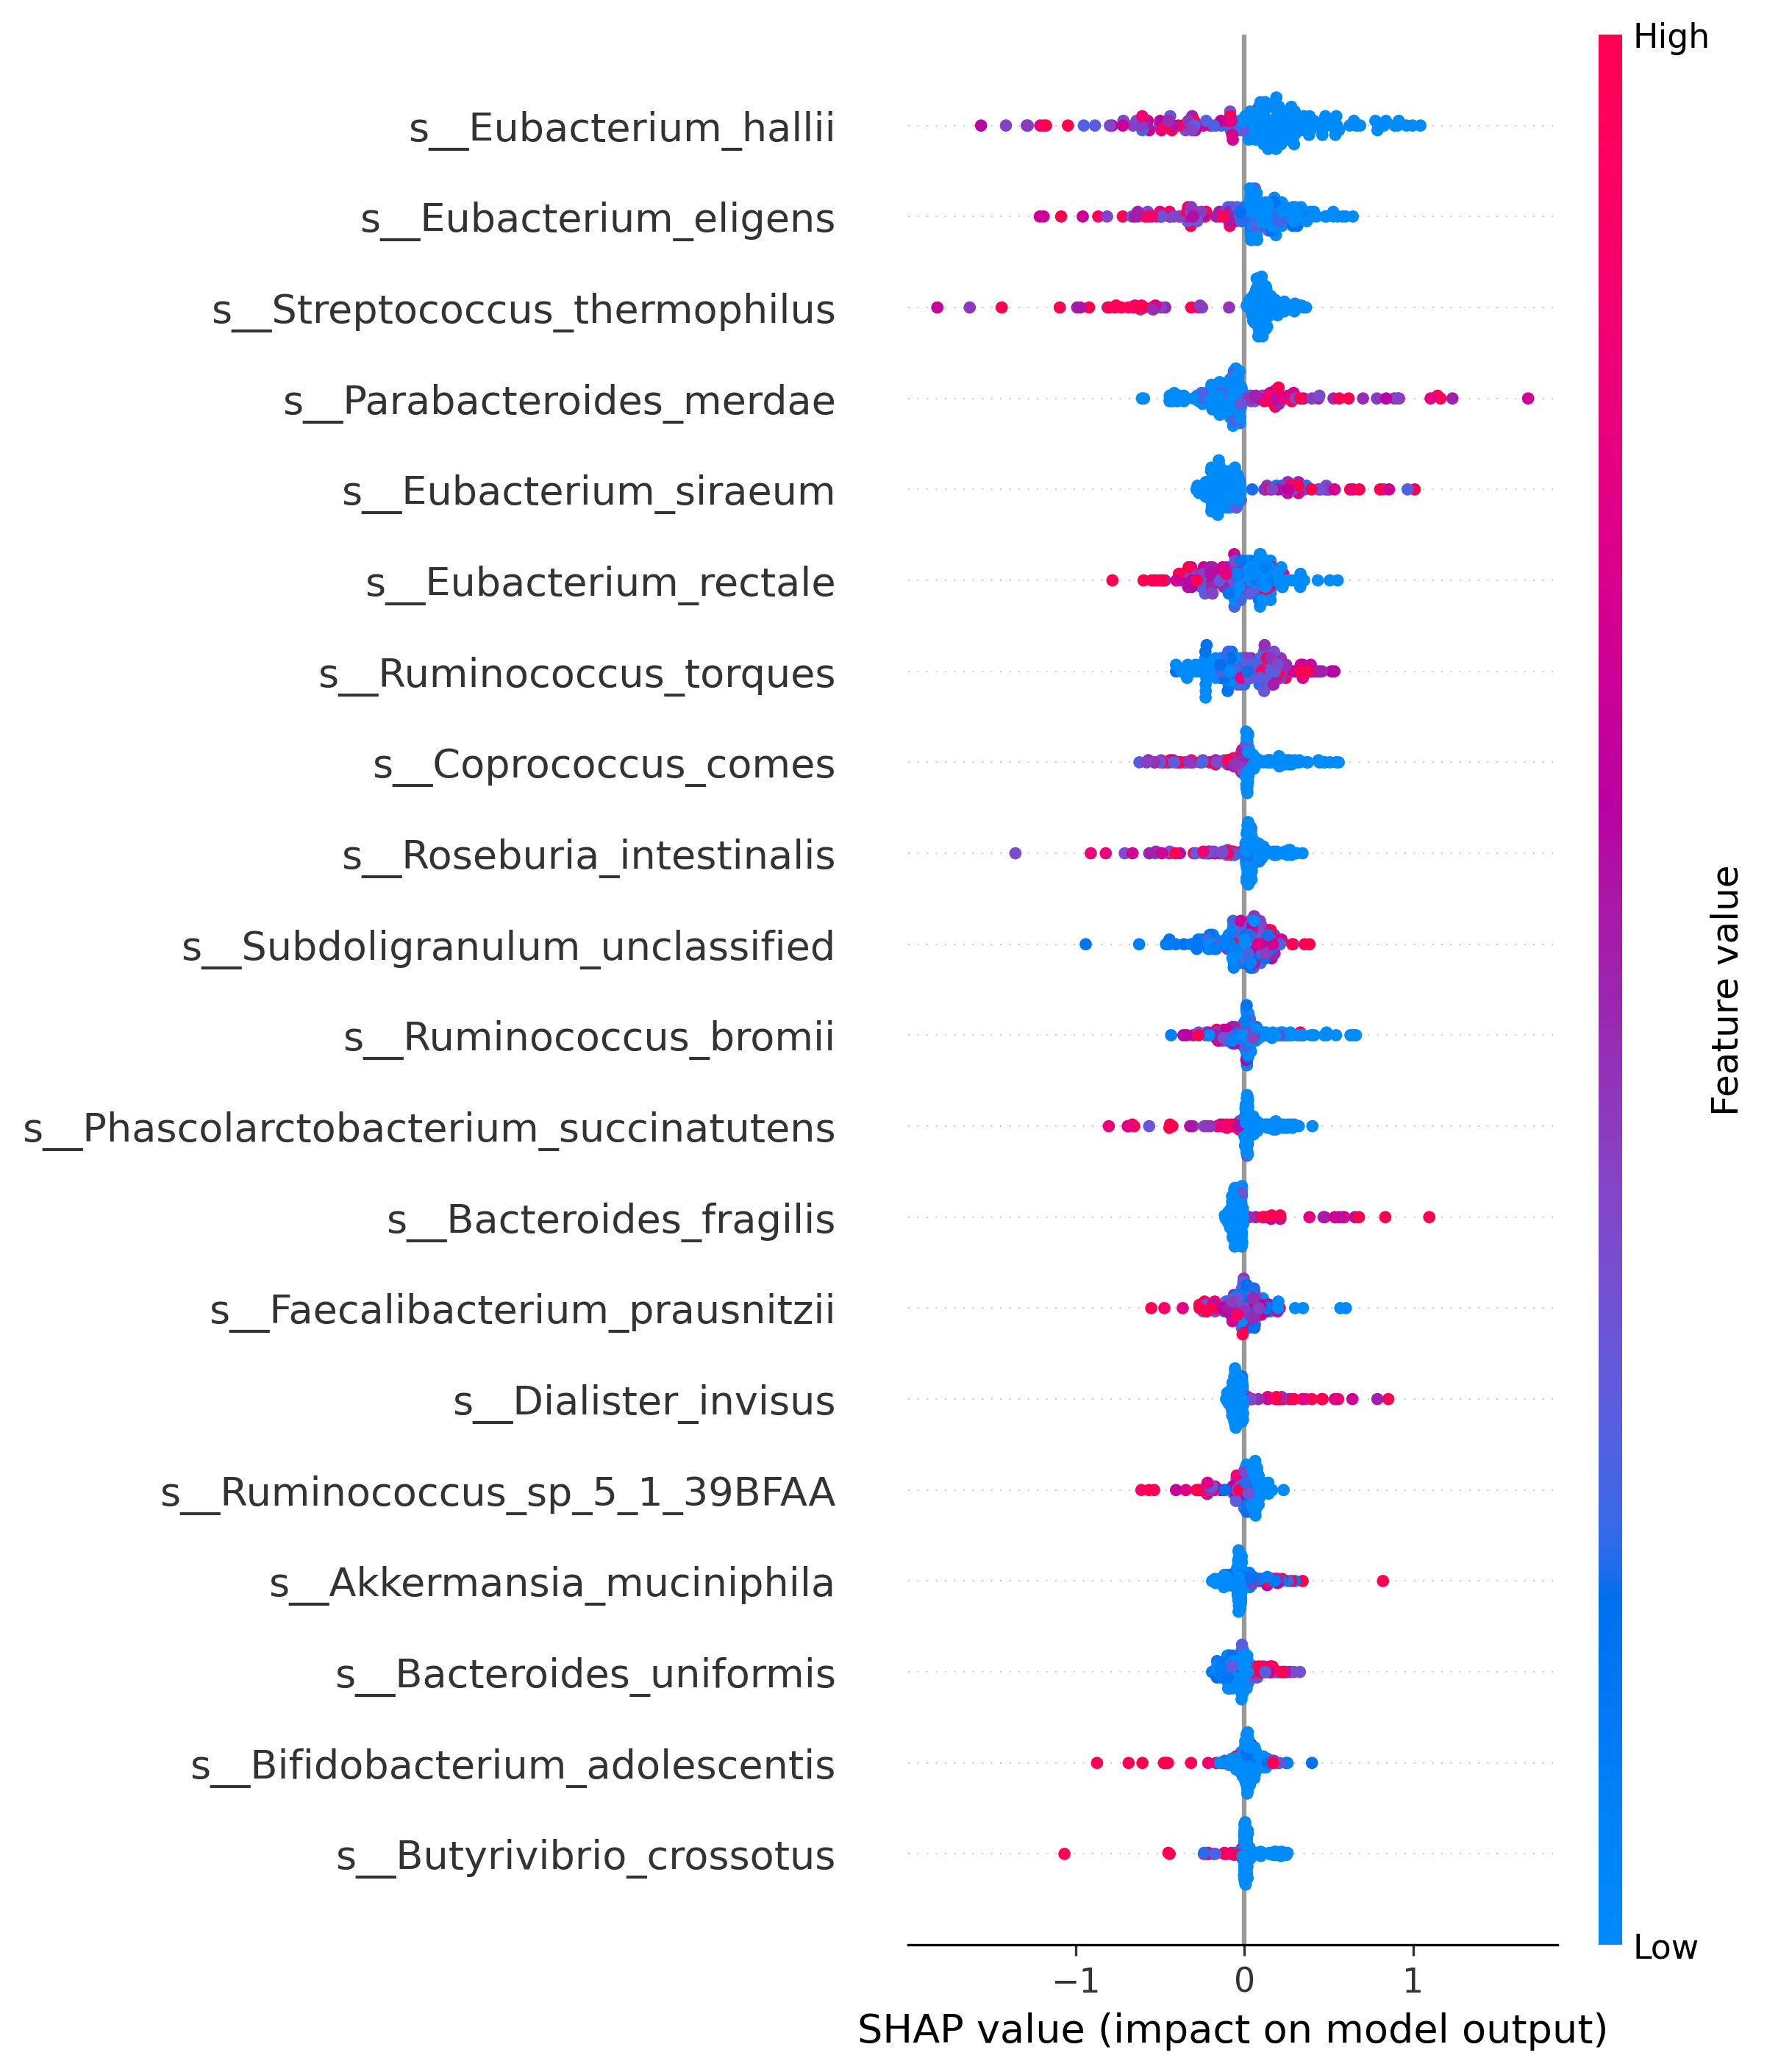 High
s__Eubacterium_hallii
s__Eubacterium_eligens
s__Streptococcus_thermophilus
s__Parabacteroides_merdae
s__Eubacterium_siraeum
s__Eubacterium_rectale
s__Ruminococcus_torques
s__Coprococcus_comes
s__Roseburia_intestinalis
s__Subdoligranulum_unclassified
s__Ruminococcus_bromii
s__Phascolarctobacterium_succinatutens
s__Bacteroides_fragilis
s__Faecalibacterium_prausnitzii
s__Dialister_invisus
s__Ruminococcus_sp_5_1_39BFAA
s__Akkermansia_muciniphila
s__Bacteroides_uniformis
s__Bifidobacterium_adolescentis
s__Butyrivibrio_crossotus
Feature value
Low
−1 0 1
SHAP value (impact on model output)